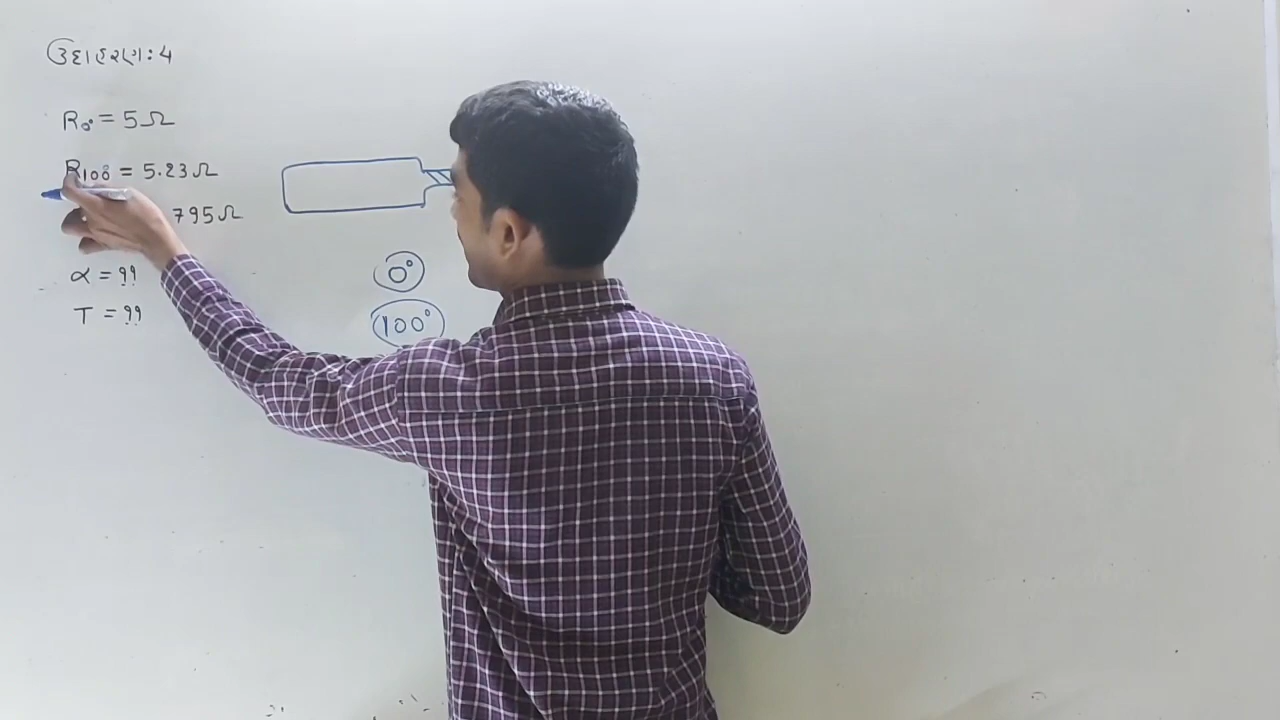 ઉદાહરણ: 4
R₀° = 5Ω
R₁₀₀° = 5.23Ω
795Ω
α = ??
T = ??
0°
100°